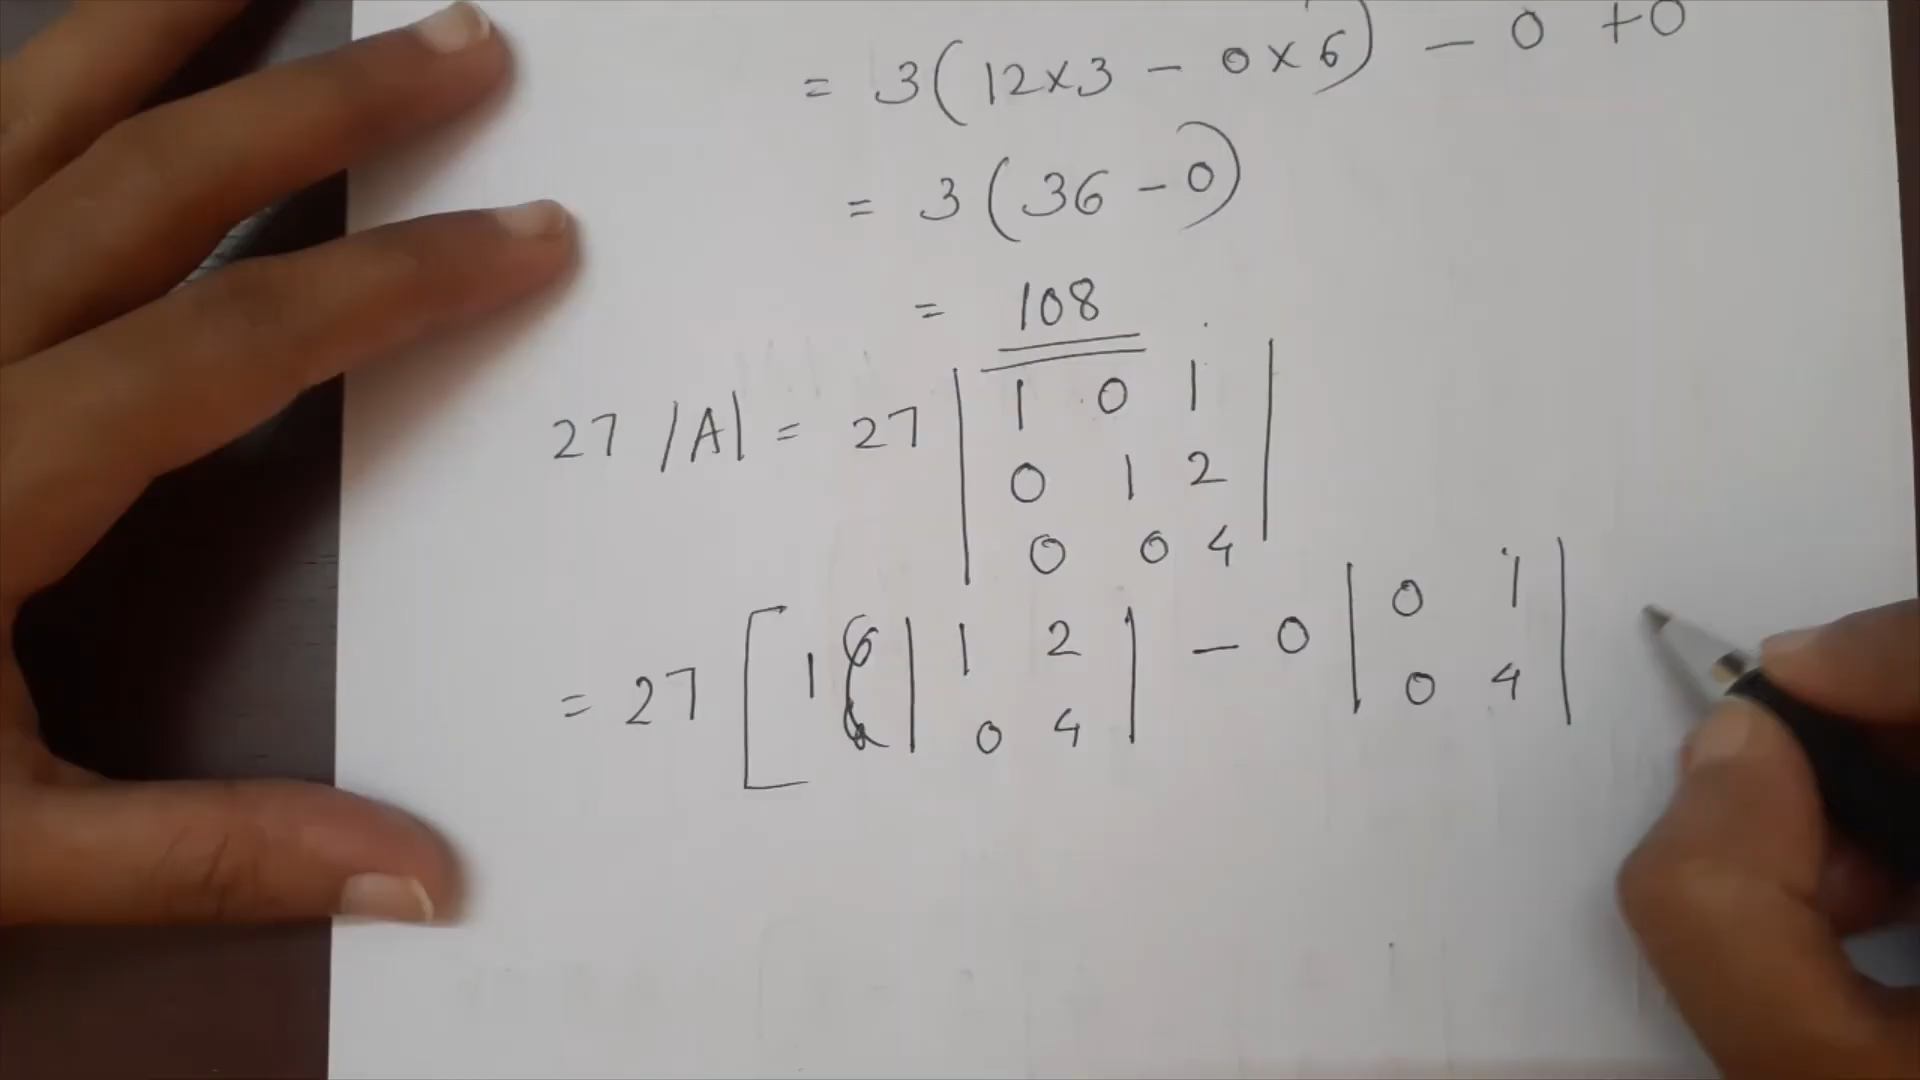 = 3(12×3 - 0×6) - 0 +0
= 3(36-0)
= 108
27 |A| = 27 | 1 0 1 |
| 0 1 2 |
| 0 0 4 |
= 27 [ 1 | 1 2 | - 0 | 0 1 |
| 0 4 | | 0 4 |